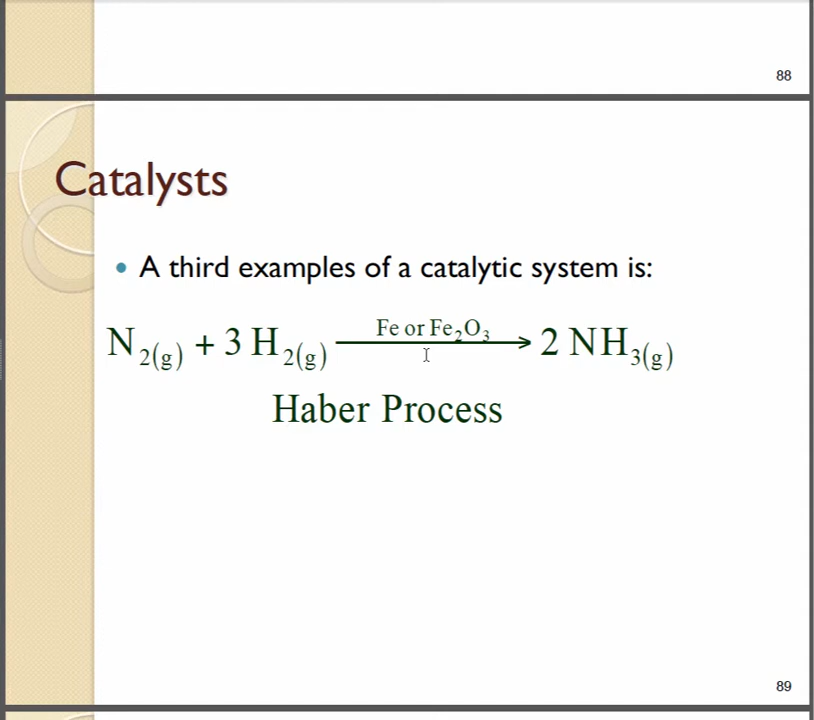 88
Catalysts
• A third examples of a catalytic system is:
Fe or Fe₂O₃
N₂(g) + 3 H₂(g) ⟶ 2 NH₃(g)
Haber Process
89